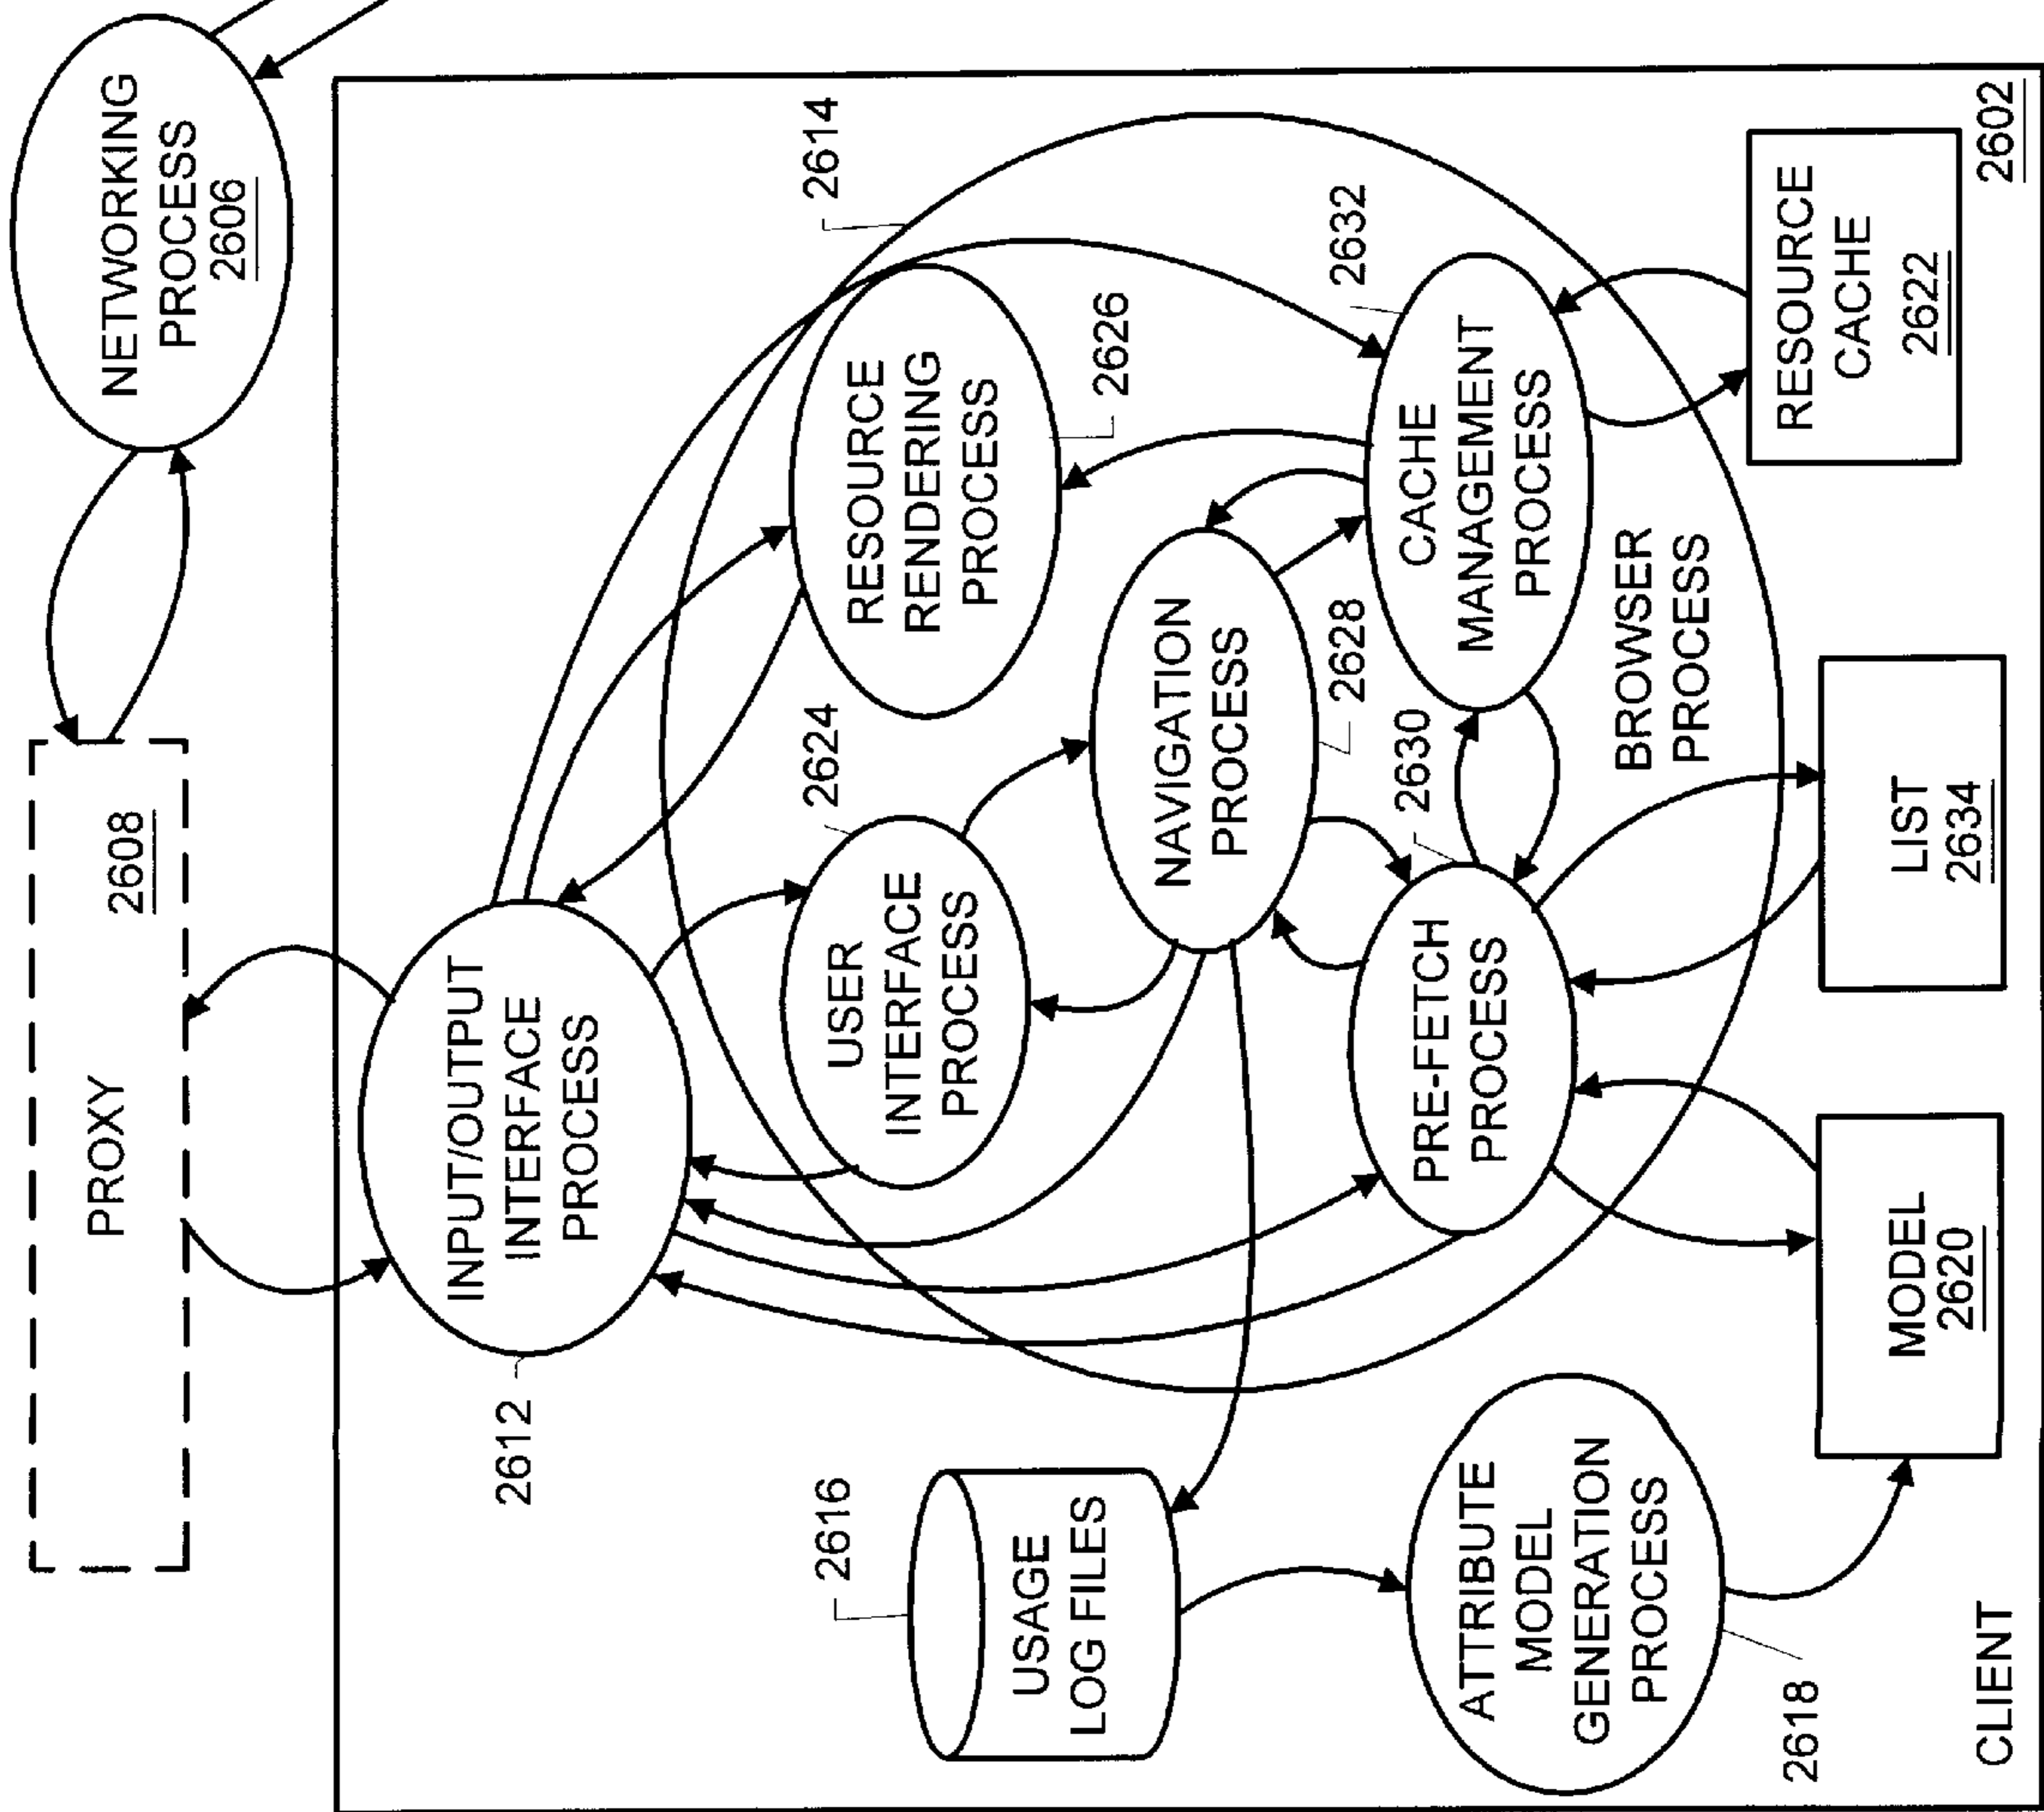 NETWORKING
PROCESS
2606
PROXY
2608
INPUT/OUTPUT
INTERFACE
PROCESS
2612
2614
USAGE
LOG FILES
2616
USER
INTERFACE
PROCESS
2624
RESOURCE
RENDERING
PROCESS
2626
NAVIGATION
PROCESS
2628
ATTRIBUTE
MODEL
GENERATION
PROCESS
2618
PRE-FETCH
PROCESS
2630
CACHE
MANAGEMENT
PROCESS
2632
BROWSER
PROCESS
MODEL
2620
LIST
2634
RESOURCE
CACHE
2622
CLIENT
2602